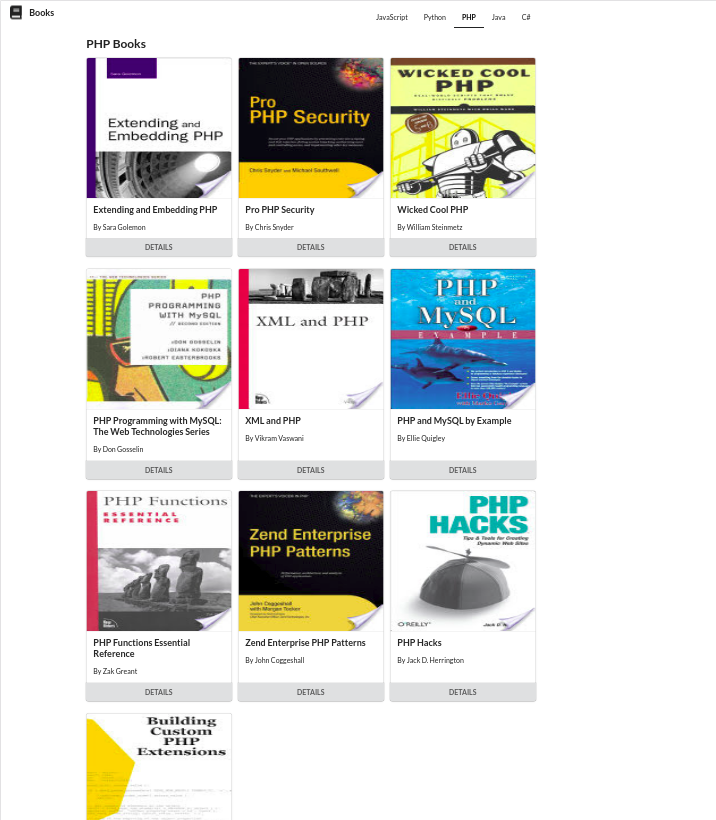 Books
JavaScript Python PHP Java C#
PHP Books
Extending and
Embedding PHP
Extending and Embedding PHP
By Sara Golemon
DETAILS
THE EXPERT'S VOICE IN OPEN SOURCE
Pro
PHP Security
Chris Snyder and Michael Southwell
Pro PHP Security
By Chris Snyder
DETAILS
WICKED COOL
PHP
Wicked Cool PHP
By William Steinmetz
DETAILS
PHP
PROGRAMMING
WITH MySQL
// SECOND EDITION
DON GOSSELIN
DIANA KOKOSKA
ROBERT EASTERBROOKS
PHP Programming with MySQL:
The Web Technologies Series
By Don Gosselin
DETAILS
XML and PHP
XML and PHP
By Vikram Vaswani
DETAILS
PHP
and
MySQL
EXAMPLE
PHP and MySQL by Example
By Ellie Quigley
DETAILS
PHP Functions
ESSENTIAL
REFERENCE
PHP Functions Essential
Reference
By Zak Greant
DETAILS
Zend Enterprise
PHP Patterns
John Coggeshall
with Morgan Tocker
Zend Enterprise PHP Patterns
By John Coggeshall
DETAILS
PHP
HACKS
Tips & Tools for Creating
Dynamic Web Sites
O'REILLY
Jack D.
PHP Hacks
By Jack D. Herrington
DETAILS
Building
Custom
PHP
Extensions